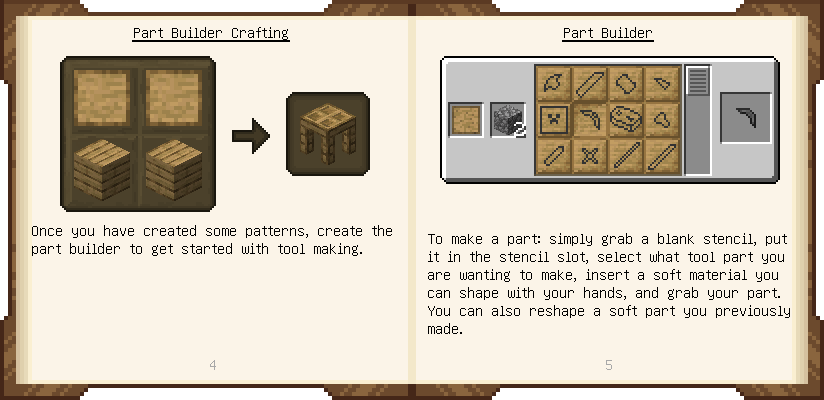 Part Builder Crafting
Once you have created some patterns, create the
part builder to get started with tool making.
4
Part Builder
2
To make a part: simply grab a blank stencil, put
it in the stencil slot, select what tool part you
are wanting to make, insert a soft material you
can shape with your hands, and grab your part.
You can also reshape a soft part you previously
made.
5